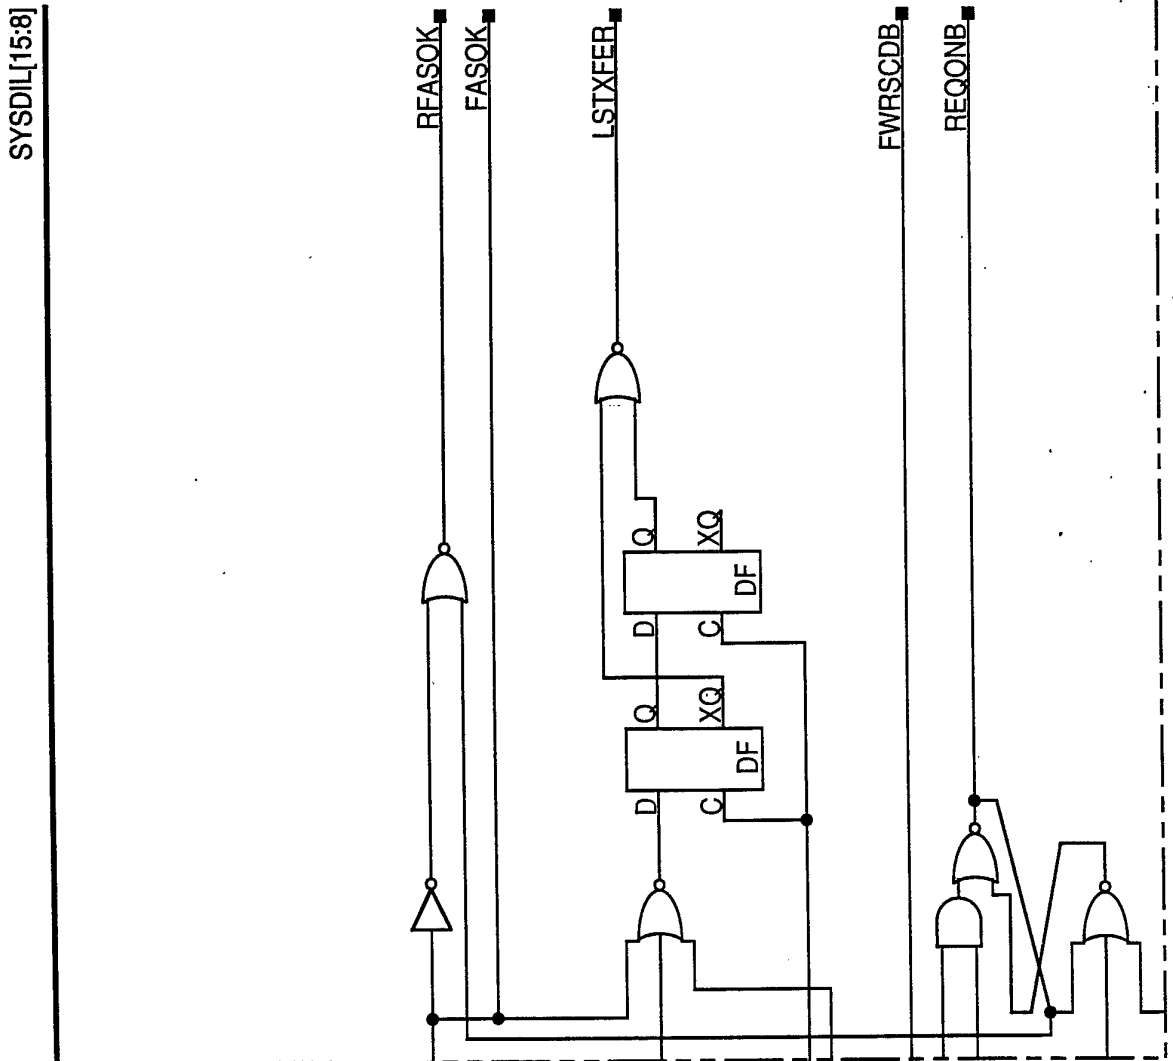 SYSDIL[15:8]
RFASOK
FASOK
LSTXFER
FWRSCDB
REQONB
Q
XQ
DF
D
C
Q
XQ
DF
D
C